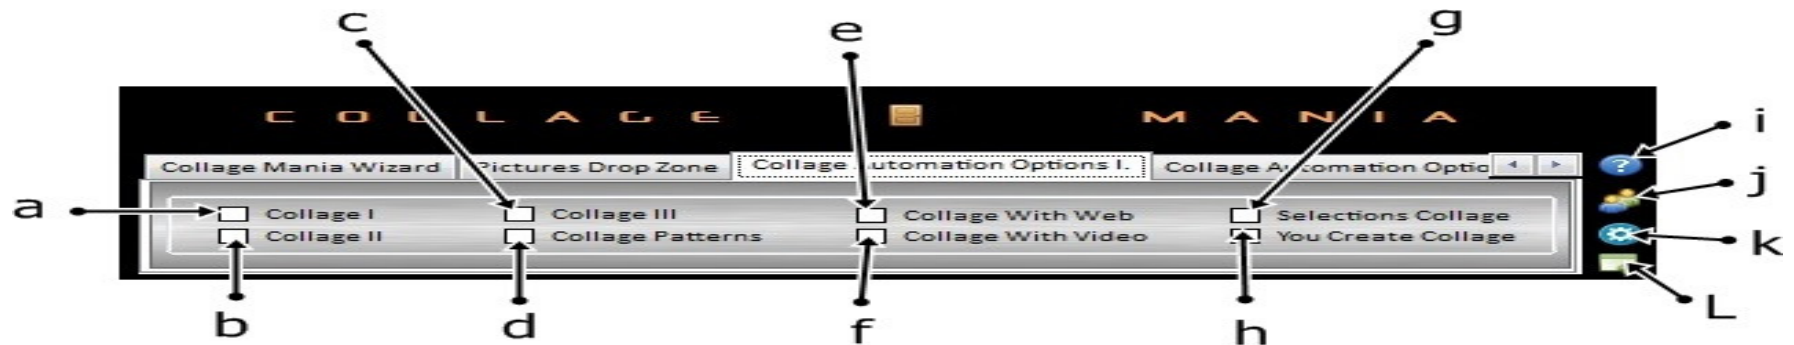 c e g
COLLAGE MANIA
i
Collage Mania Wizard Pictures Drop Zone Collage Automation Options I. Collage Automation Optio ?
j
a Collage I Collage III Collage With Web Selections Collage
Collage II Collage Patterns Collage With Video You Create Collage k
b d f h L